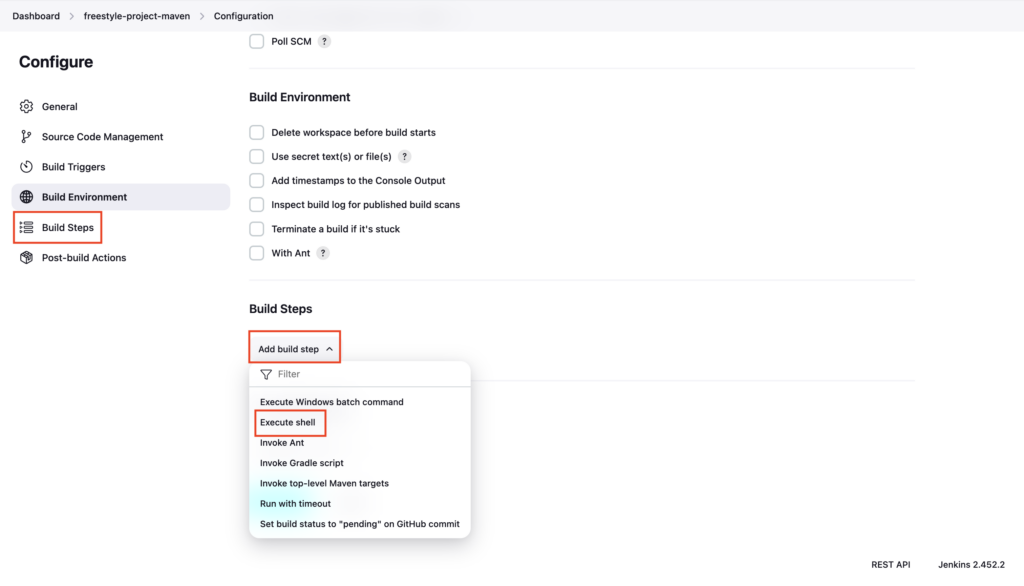 Dashboard > freestyle-project-maven > Configuration
Configure
General
Source Code Management
Build Triggers
Build Environment
Build Steps
Post-build Actions
Poll SCM ?
Build Environment
Delete workspace before build starts
Use secret text(s) or file(s) ?
Add timestamps to the Console Output
Inspect build log for published build scans
Terminate a build if it's stuck
With Ant ?
Build Steps
Add build step
Filter
Execute Windows batch command
Execute shell
Invoke Ant
Invoke Gradle script
Invoke top-level Maven targets
Run with timeout
Set build status to "pending" on GitHub commit
REST API Jenkins 2.452.2